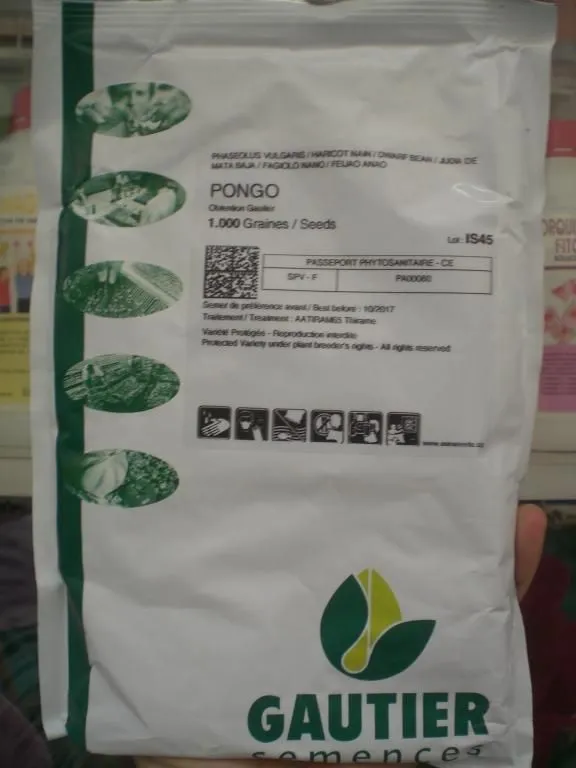 PHASEOLUS VULGARIS / HARICOT NAIN / DWARF BEAN / JUDIA DE
MATA BAJA / FAGIOLO NANO / FEIJAO ANAO
PONGO
Obtention Gautier
1.000 Graines / Seeds
Lot : IS45
PASSEPORT PHYTOSANITAIRE - CE
SPV - F PA00060
Semer de préférence avant / Best before : 10/2017
Traitement / Treatment : AATIRAM65 Thirame
Variété Protégée - Reproduction interdite
Protected Variety under plant breeder's rights - All rights reserved
GAUTIER
semences